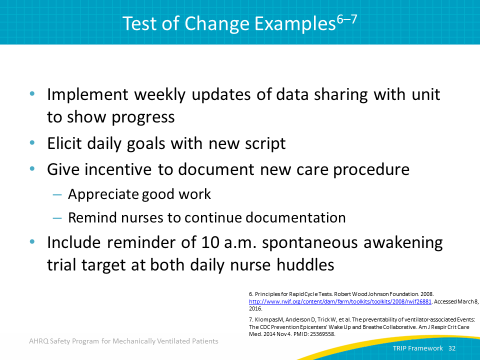 Test of Change Examples6–7
• Implement weekly updates of data sharing with unit
to show progress
• Elicit daily goals with new script
• Give incentive to document new care procedure
– Appreciate good work
– Remind nurses to continue documentation
• Include reminder of 10 a.m. spontaneous awakening
trial target at both daily nurse huddles
6. Principles for Rapid Cycle Tests. Robert Wood Johnson Foundation. 2008.
http://www.rwjf.org/content/dam/farm/toolkits/toolkits/2008/rwjf26881. Accessed March 8,
2016.
7. Klompas M, Anderson D, Trick W, et al. The preventability of ventilator-associated Events;
The CDC Prevention Epicenters' Wake Up and Breathe Collaborative. Am J Respir Crit Care
Med. 2014 Nov 4. PMID: 25369558.
AHRQ Safety Program for Mechanically Ventilated Patients
TRIP Framework 32